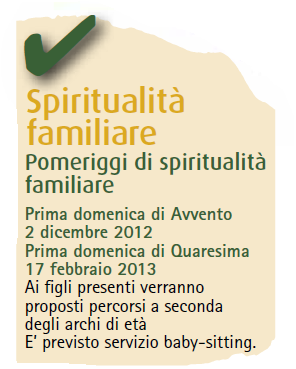 Spiritualità
familiare
Pomeriggi di spiritualità
familiare
Prima domenica di Avvento
2 dicembre 2012
Prima domenica di Quaresima
17 febbraio 2013
Ai figli presenti verranno
proposti percorsi a seconda
degli archi di età
E' previsto servizio baby-sitting.